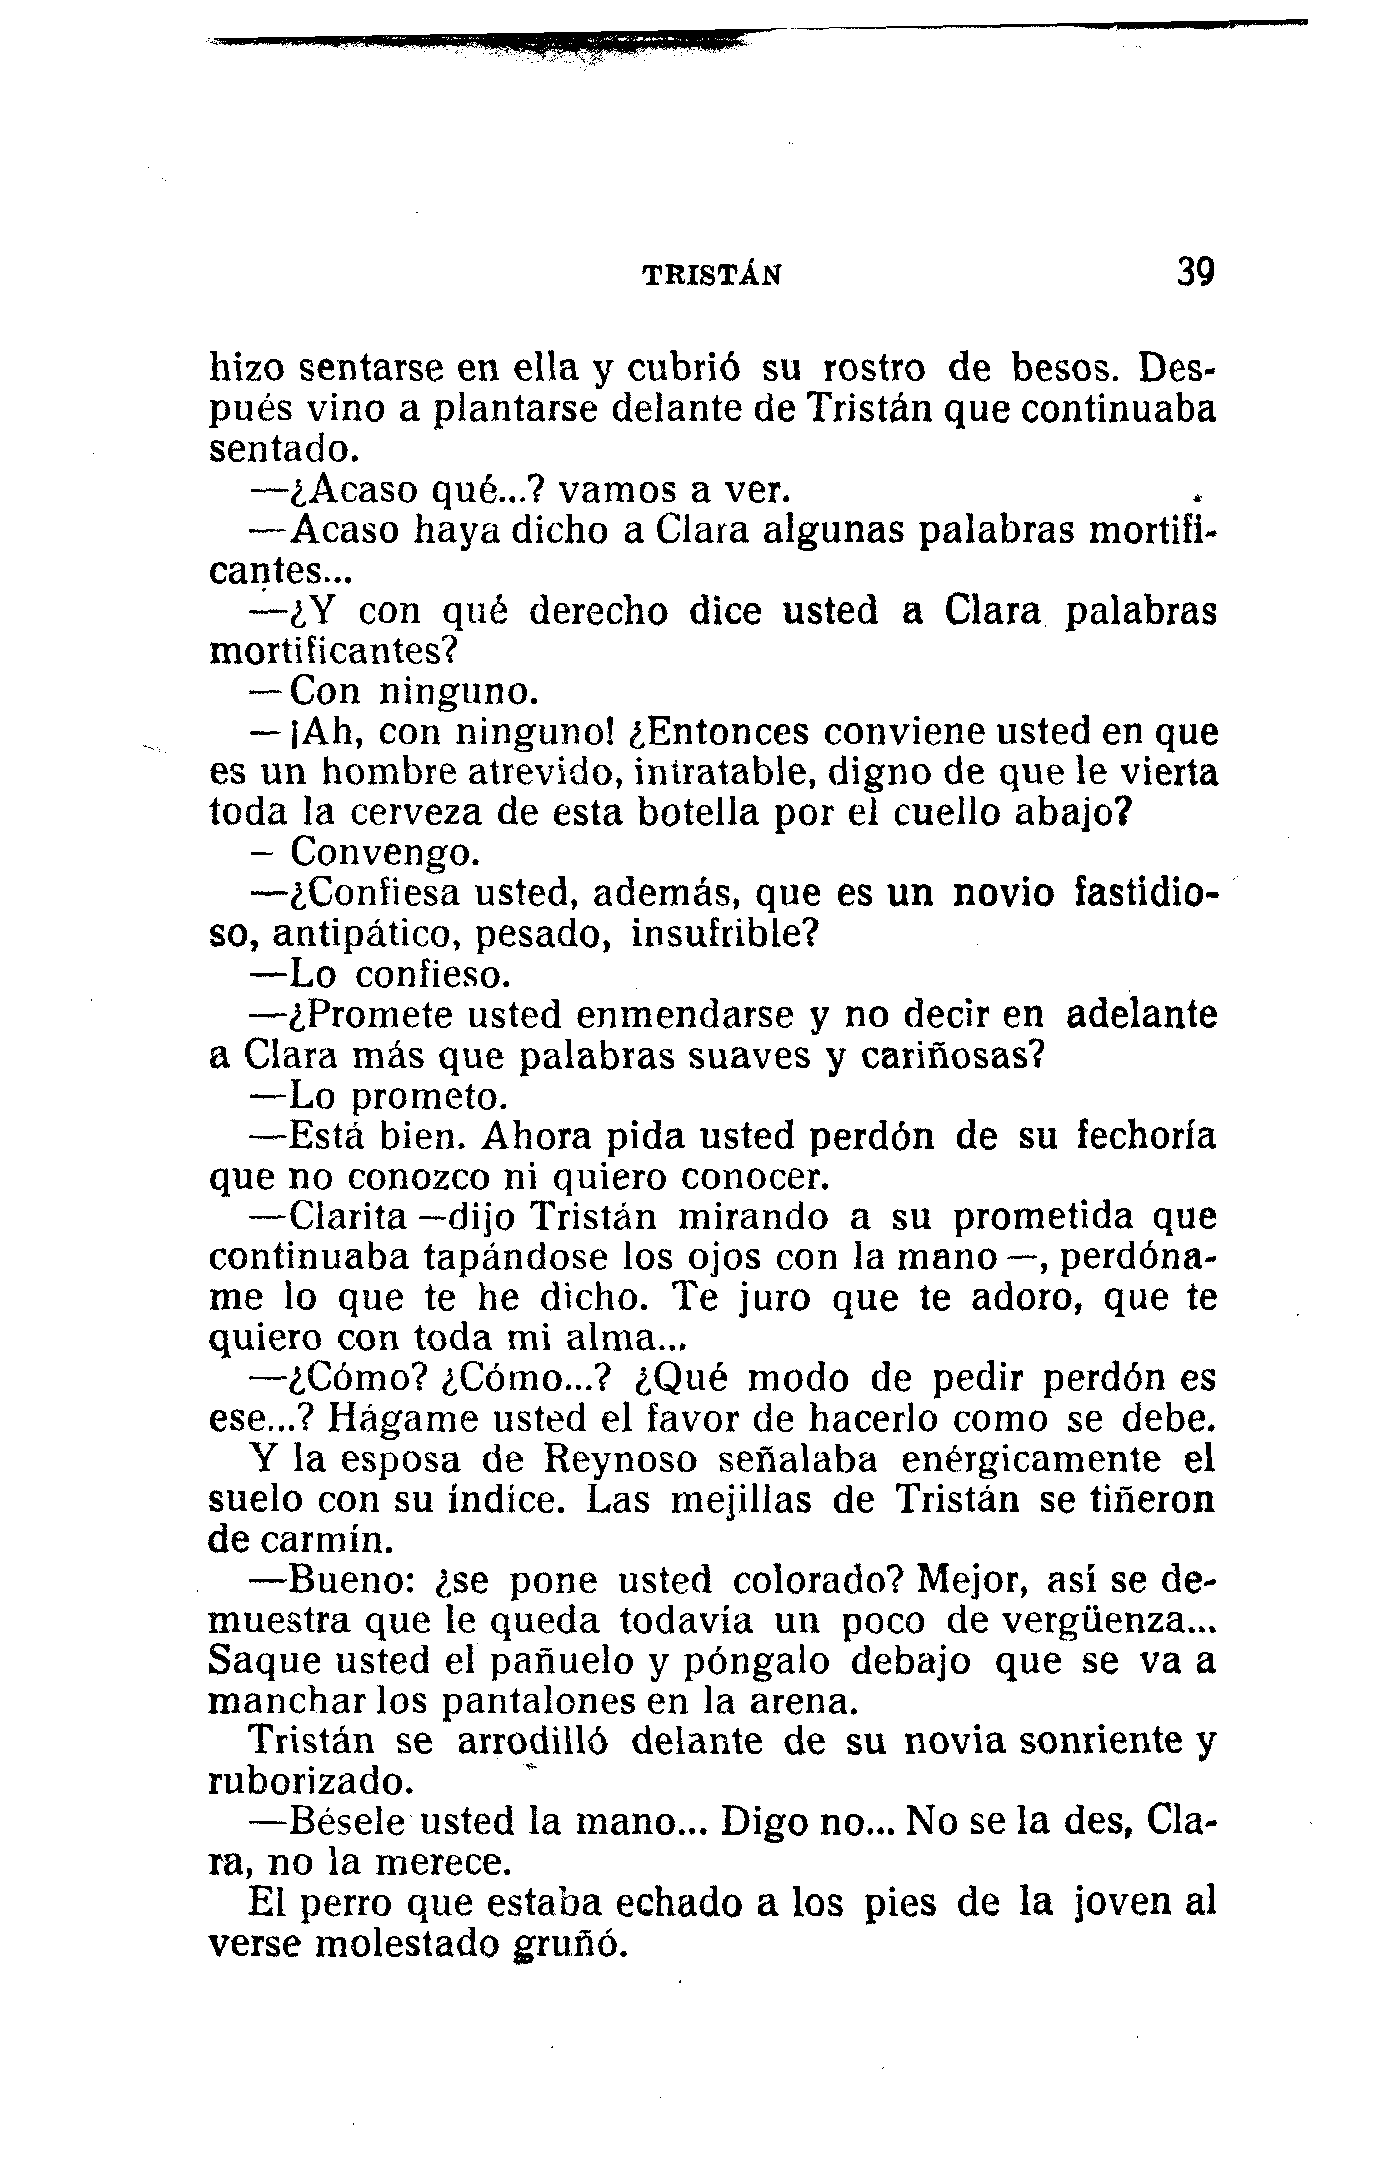 TRISTÁN 39
hizo sentarse en ella y cubrió su rostro de besos. Des-
pués vino a plantarse delante de Tristán que continuaba
sentado.
—¿Acaso qué...? vamos a ver.
—Acaso haya dicho a Clara algunas palabras mortifi-
cantes...
—¿Y con qué derecho dice usted a Clara palabras
mortificantes?
—Con ninguno.
—¡Ah, con ninguno! ¿Entonces conviene usted en que
es un hombre atrevido, intratable, digno de que le vierta
toda la cerveza de esta botella por el cuello abajo?
– Convengo.
—¿Confiesa usted, además, que es un novio fastidio-
so, antipático, pesado, insufrible?
—Lo confieso.
—¿Promete usted enmendarse y no decir en adelante
a Clara más que palabras suaves y cariñosas?
—Lo prometo.
—Está bien. Ahora pida usted perdón de su fechoría
que no conozco ni quiero conocer.
—Clarita —dijo Tristán mirando a su prometida que
continuaba tapándose los ojos con la mano —, perdóna-
me lo que te he dicho. Te juro que te adoro, que te
quiero con toda mi alma...
—¿Cómo? ¿Cómo...? ¿Qué modo de pedir perdón es
ese...? Hágame usted el favor de hacerlo como se debe.
Y la esposa de Reynoso señalaba enérgicamente el
suelo con su índice. Las mejillas de Tristán se tiñeron
de carmín.
—Bueno: ¿se pone usted colorado? Mejor, así se de-
muestra que le queda todavía un poco de vergüenza...
Saque usted el pañuelo y póngalo debajo que se va a
manchar los pantalones en la arena.
Tristán se arrodilló delante de su novia sonriente y
ruborizado.
—Bésele usted la mano... Digo no... No se la des, Cla-
ra, no la merece.
El perro que estaba echado a los pies de la joven al
verse molestado gruñó.